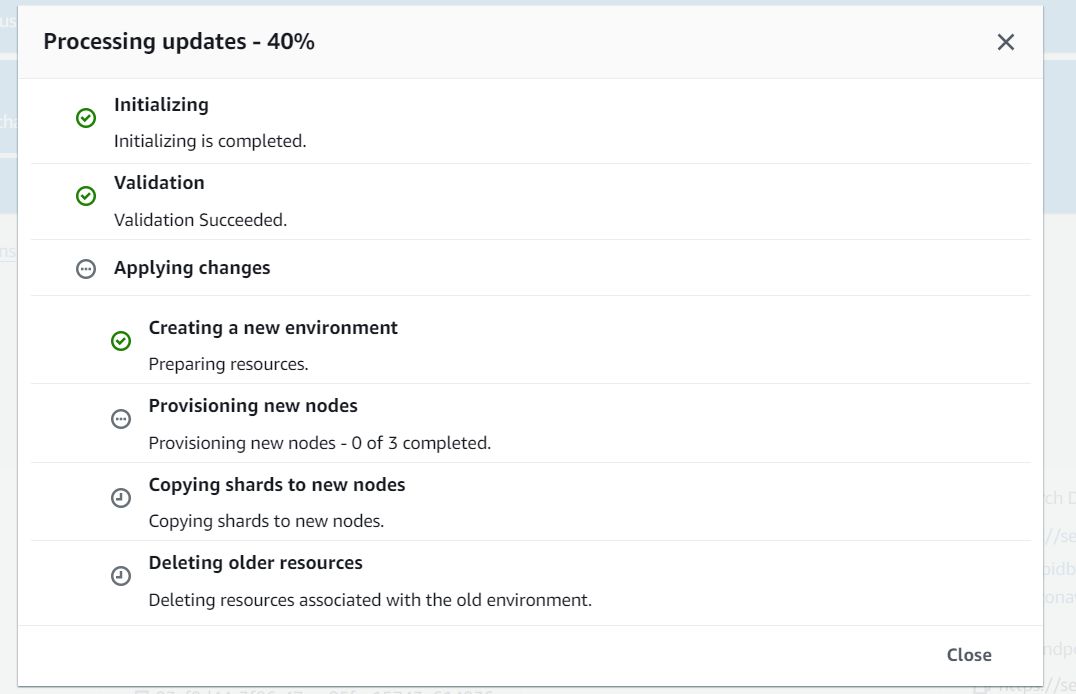 Processing updates - 40%
Initializing
Initializing is completed.
Validation
Validation Succeeded.
Applying changes
Creating a new environment
Preparing resources.
Provisioning new nodes
Provisioning new nodes - 0 of 3 completed.
Copying shards to new nodes
Copying shards to new nodes.
Deleting older resources
Deleting resources associated with the old environment.
Close